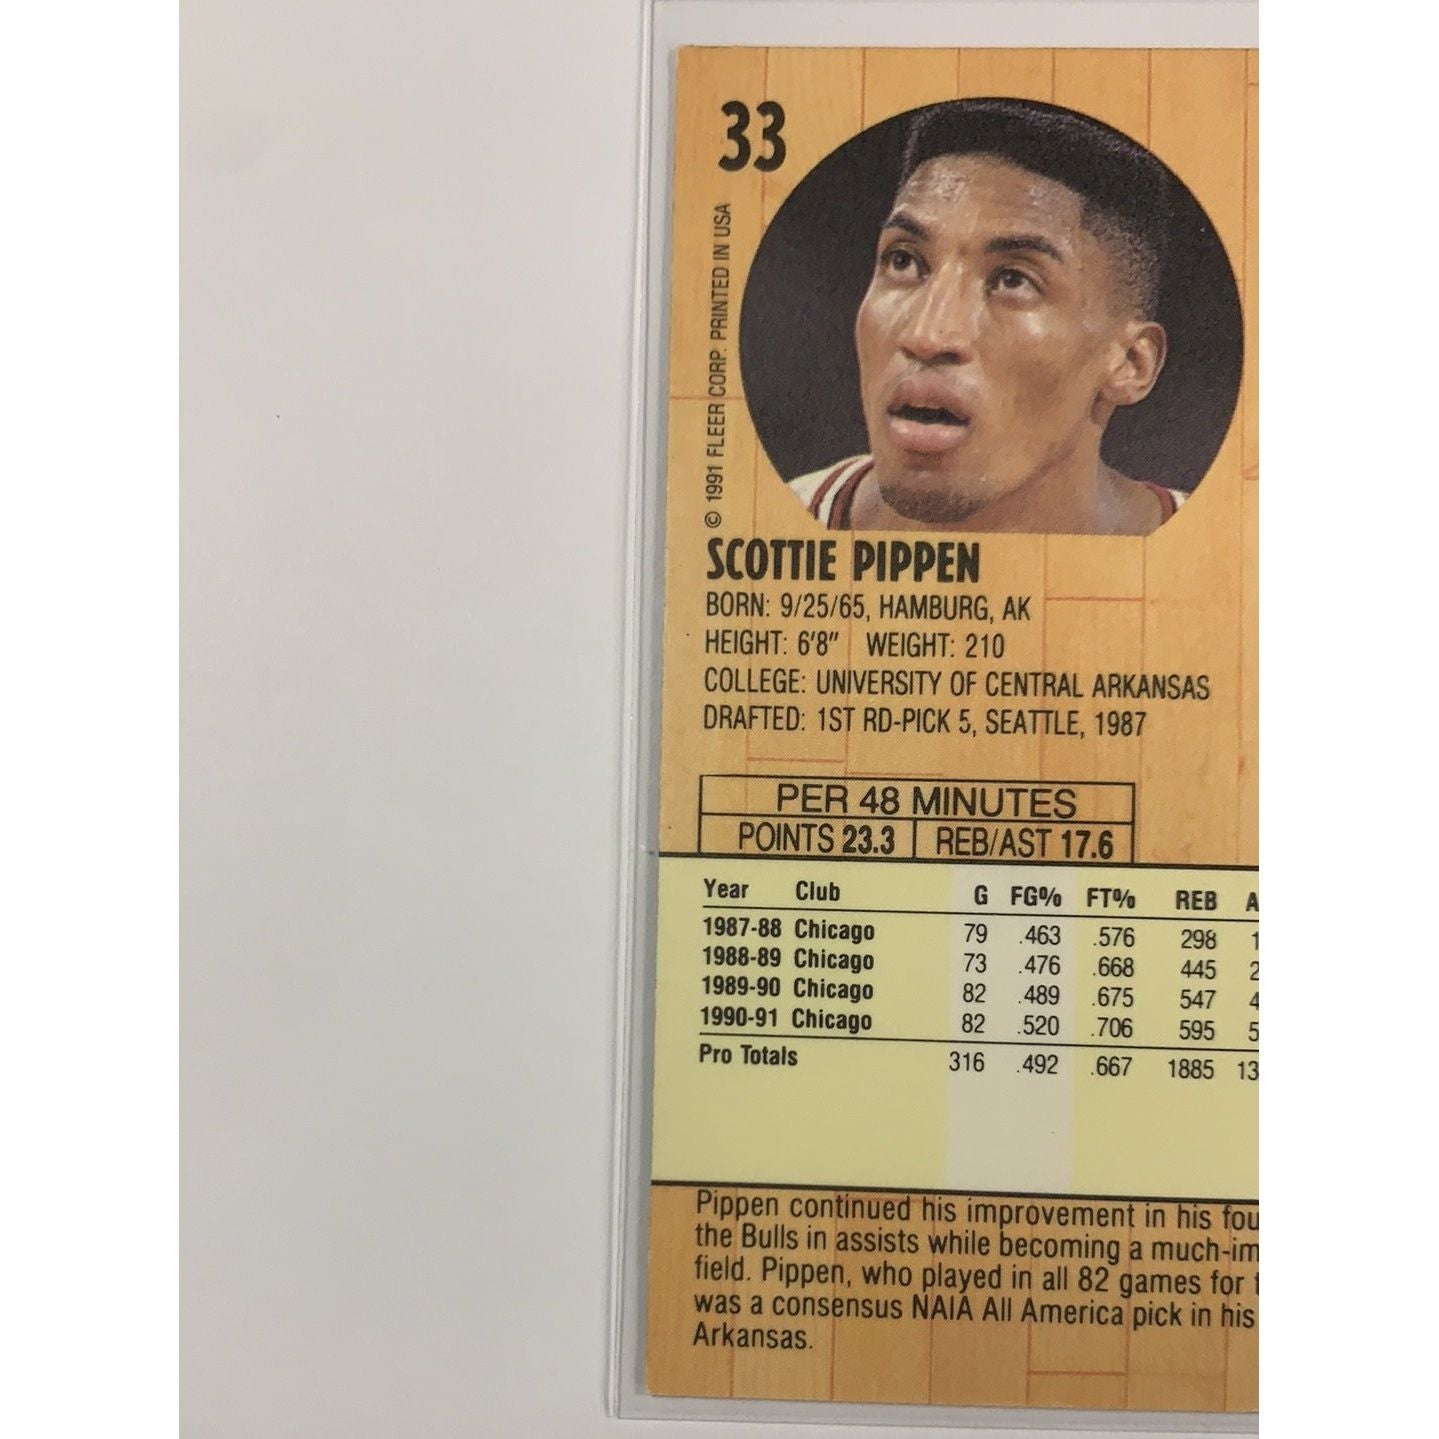 33
© 1991 FLEER CORP. PRINTED IN USA
SCOTTIE PIPPEN
BORN: 9/25/65, HAMBURG, AK
HEIGHT: 6'8" WEIGHT: 210
COLLEGE: UNIVERSITY OF CENTRAL ARKANSAS
DRAFTED: 1ST RD-PICK 5, SEATTLE, 1987
PER 48 MINUTES
POINTS 23.3 REB/AST 17.6
Year Club G FG% FT% REB
1987-88 Chicago 79 .463 .576 298
1988-89 Chicago 73 .476 .668 445
1989-90 Chicago 82 .489 .675 547
1990-91 Chicago 82 .520 .706 595
Pro Totals 316 .492 .667 1885
Pippen continued his improvement in his
the Bulls in assists while becoming a
field. Pippen, who played in all 82 games for
was a consensus NAIA All America pick in his
Arkansas.